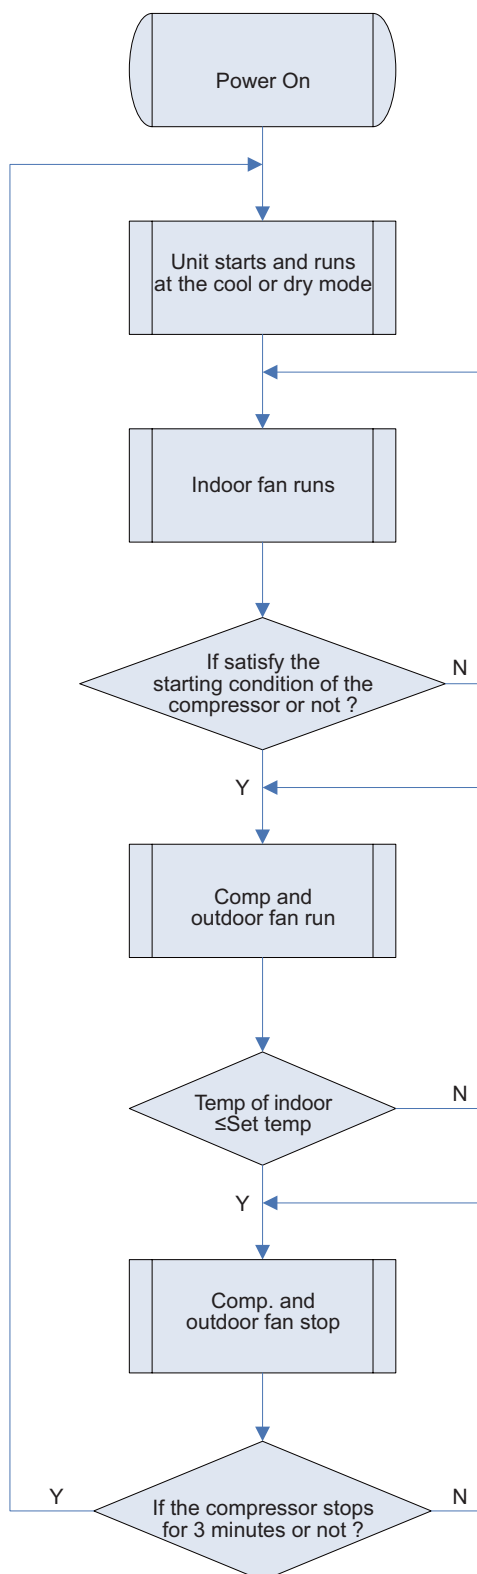 Power On
Unit starts and runs
at the cool or dry mode
Indoor fan runs
If satisfy the
starting condition of the
compressor or not ?
N
Y
Comp and
outdoor fan run
Temp of indoor
≤Set temp
N
Y
Comp. and
outdoor fan stop
Y
If the compressor stops
for 3 minutes or not ?
N